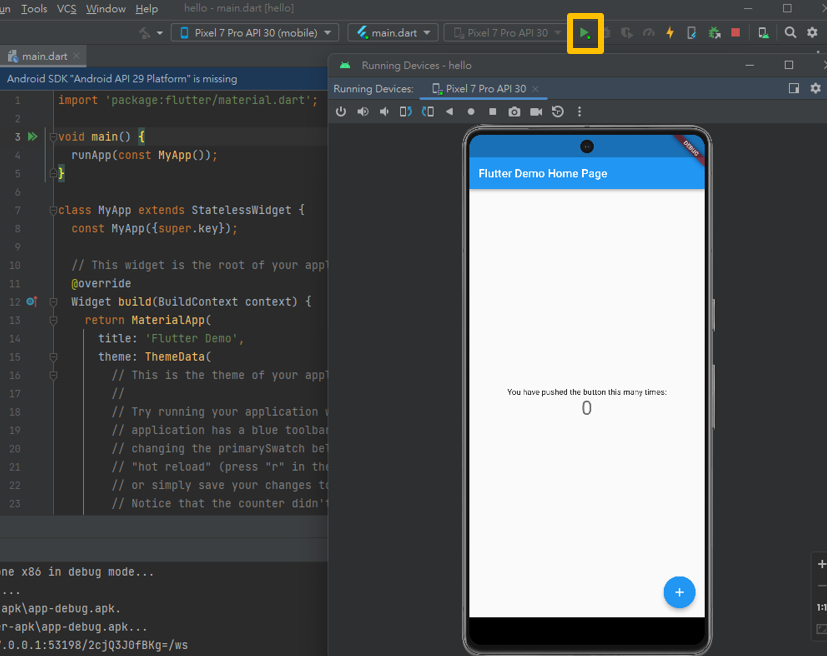 un Tools VCS Window Help hello - main.dart [hello]
Pixel 7 Pro API 30 (mobile) main.dart Pixel 7 Pro API 30
main.dart
Running Devices - hello
Android SDK "Android API 29 Platform" is missing
Running Devices: Pixel 7 Pro API 30
1 import 'package:flutter/material.dart';
2
3 void main() {
4 runApp(const MyApp());
5 }
6
7 class MyApp extends StatelessWidget {
8 const MyApp({super.key});
9
10 // This widget is the root of your appl
11 @override
12 Widget build(BuildContext context) {
13 return MaterialApp(
14 title: 'Flutter Demo',
15 theme: ThemeData(
16 // This is the theme of your appl
17 //
18 // Try running your application w
19 // application has a blue toolbar
20 // changing the primarySwatch bel
21 // "hot reload" (press "r" in the
22 // or simply save your changes to
23 // Notice that the counter didn't
DEBUG
Flutter Demo Home Page
You have pushed the button this many times:
0
+
one x86 in debug mode...
...
apk\app-debug.apk.
r-apk\app-debug.apk...
.0.0.1:53198/2cjQ3J0fBKg=/ws
+
1:1